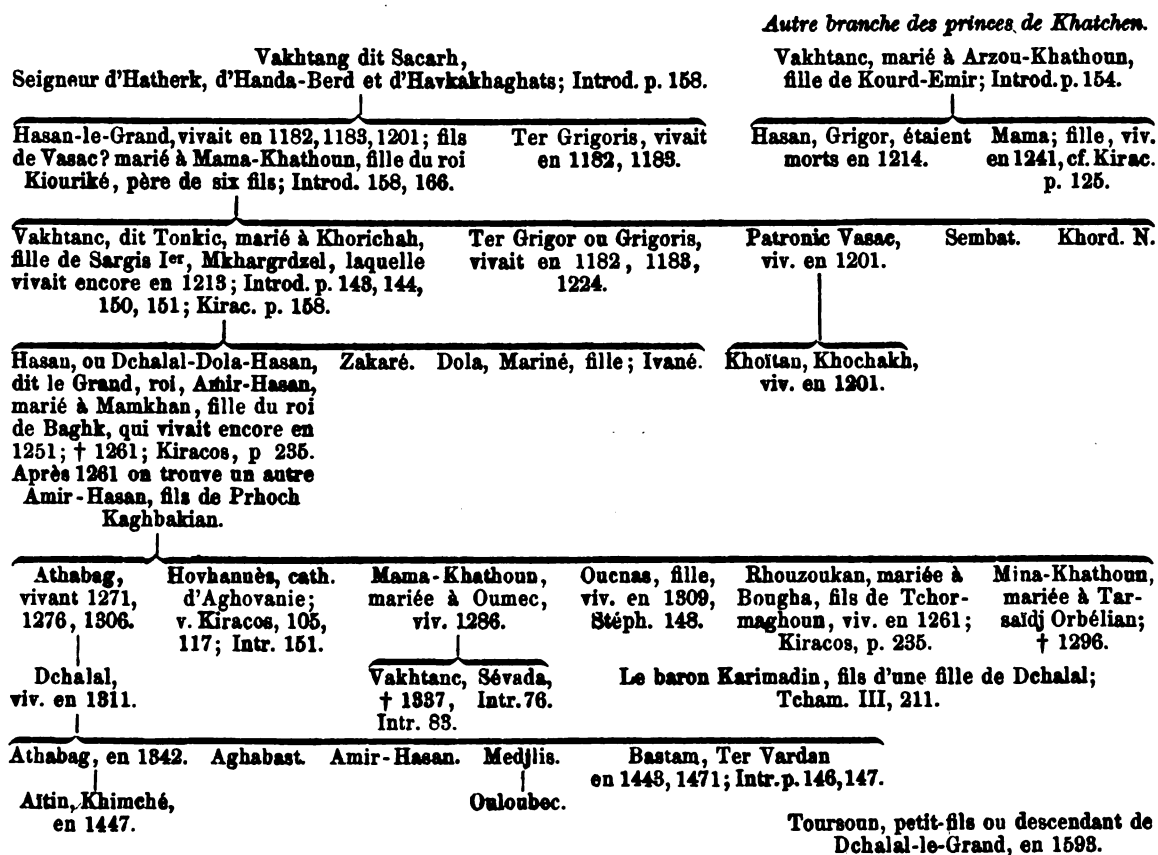 Autre branche des princes de Khatchen.
Vakhtang dit Sacarh,
Seigneur d'Hatherk, d'Handa-Berd et d'Havkakhaghats; Introd. p. 158.
Vakhtanc, marié à Arzou-Khathoun,
fille de Kourd-Emir; Introd. p. 154.
Hasan-le-Grand, vivait en 1182, 1183, 1201; fils
de Vasac? marié à Mama-Khathoun, fille du roi
Kiouriké, père de six fils; Introd. 158, 166.
Ter Grigoris, vivait
en 1182, 1183.
Hasan, Grigor, étaient
morts en 1214.
Mama; fille, viv.
en 1241, cf. Kirac.
p. 125.
Vakhtanc, dit Tonkic, marié à Khorichah,
fille de Sargis Ier, Mkhargrdzel, laquelle
vivait encore en 1213; Introd. p. 143, 144,
150, 151; Kirac. p. 158.
Ter Grigor ou Grigoris,
vivait en 1182, 1183,
1224.
Patronic Vasac,
viv. en 1201.
Sembat.
Khord. N.
Hasan, ou Dchalal-Dola-Hasan,
dit le Grand, roi, Amir-Hasan,
marié à Mamkhan, fille du roi
de Baghk, qui vivait encore en
1251; † 1261; Kiracos, p 235.
Après 1261 on trouve un autre
Amir-Hasan, fils de Prhoch
Kaghbakian.
Zakaré.
Dola, Mariné, fille; Ivané.
Khoïtan, Khochakh,
viv. en 1201.
Athabag,
vivant 1271,
1276, 1306.
Hovhannès, cath.
d'Aghovanie;
v. Kiracos, 105,
117; Intr. 151.
Mama-Khathoun,
mariée à Oumec,
viv. 1286.
Oucnas, fille,
viv. en 1309,
Stéph. 148.
Rhouzoukan, mariée à
Bougha, fils de Tchor-
maghoun, viv. en 1261;
Kiracos, p. 235.
Mina-Khathoun,
mariée à Tar-
saïdj Orbélian;
† 1296.
Dchalal,
viv. en 1311.
Vakhtanc,
† 1337,
Intr. 83.
Sévada,
Intr. 76.
Le baron Karimadin, fils d'une fille de Dchalal;
Tcham. III, 211.
Athabag, en 1342.
Aghabast.
Amir-Hasan.
Medjlis.
Bastam, Ter Vardan
en 1443, 1471; Intr. p. 146, 147.
Aïtin, Khimché,
en 1447.
Ouloubec.
Toursoun, petit-fils ou descendant de
Dchalal-le-Grand, en 1593.